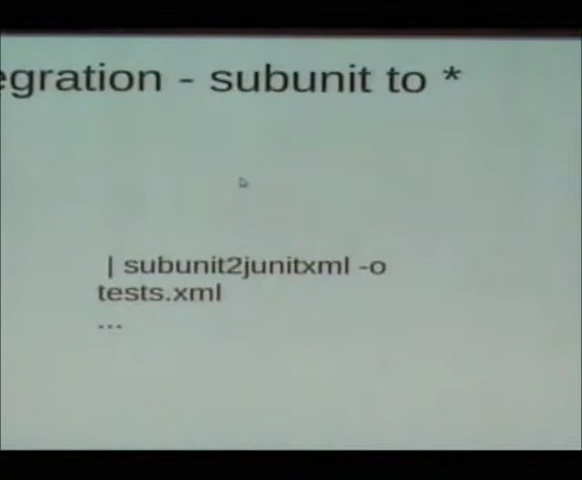 egration - subunit to *
| subunit2junitxml -o
tests.xml
...